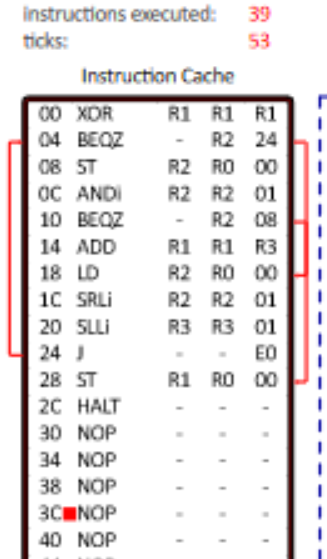 instructions executed: 39
ticks: 53
Instruction Cache
00 XOR R1 R1 R1
04 BEQZ - R2 24
08 ST R2 R0 00
0C ANDi R2 R2 01
10 BEQZ - R2 08
14 ADD R1 R1 R3
18 LD R2 R0 00
1C SRLi R2 R2 01
20 SLLi R3 R3 01
24 J - - E0
28 ST R1 R0 00
2C HALT - - -
30 NOP - - -
34 NOP - - -
38 NOP - - -
3C NOP - - -
40 NOP - - -